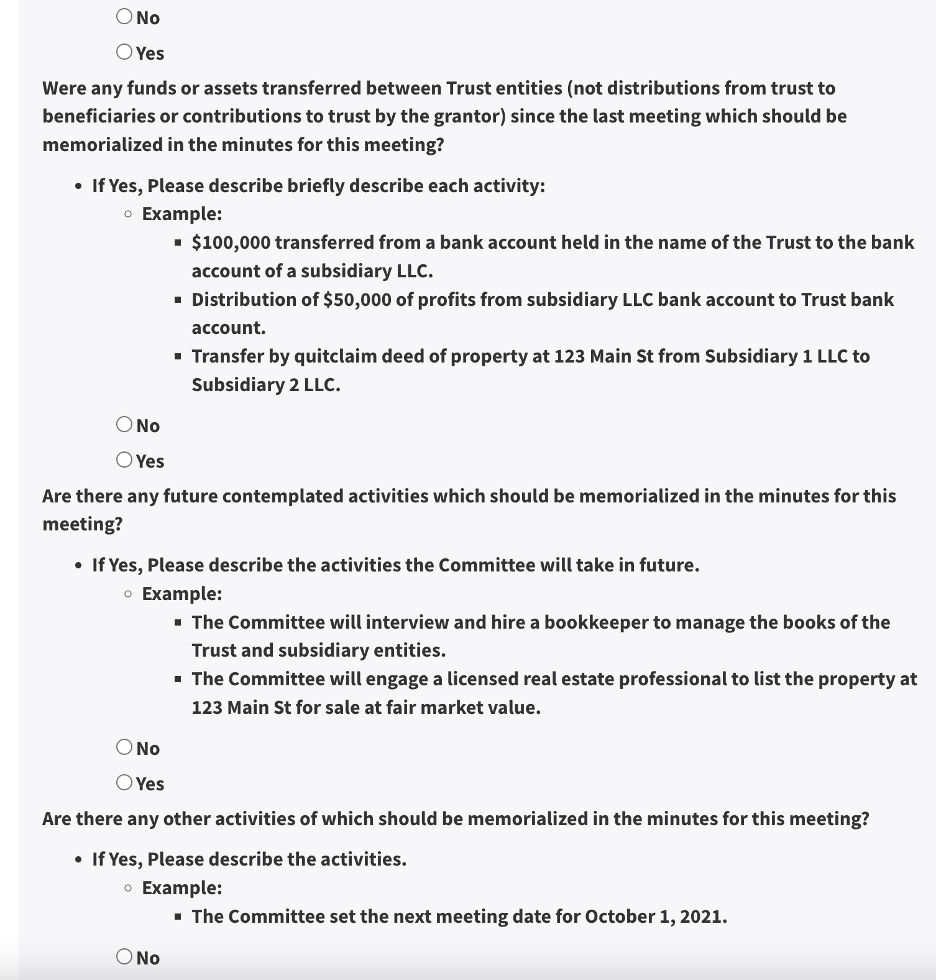 No
Yes
Were any funds or assets transferred between Trust entities (not distributions from trust to
beneficiaries or contributions to trust by the grantor) since the last meeting which should be
memorialized in the minutes for this meeting?
If Yes, Please describe briefly describe each activity:
Example:
$100,000 transferred from a bank account held in the name of the Trust to the bank
account of a subsidiary LLC.
Distribution of $50,000 of profits from subsidiary LLC bank account to Trust bank
account.
Transfer by quitclaim deed of property at 123 Main St from Subsidiary 1 LLC to
Subsidiary 2 LLC.
No
Yes
Are there any future contemplated activities which should be memorialized in the minutes for this
meeting?
If Yes, Please describe the activities the Committee will take in future.
Example:
The Committee will interview and hire a bookkeeper to manage the books of the
Trust and subsidiary entities.
The Committee will engage a licensed real estate professional to list the property at
123 Main St for sale at fair market value.
No
Yes
Are there any other activities of which should be memorialized in the minutes for this meeting?
If Yes, Please describe the activities.
Example:
The Committee set the next meeting date for October 1, 2021.
No